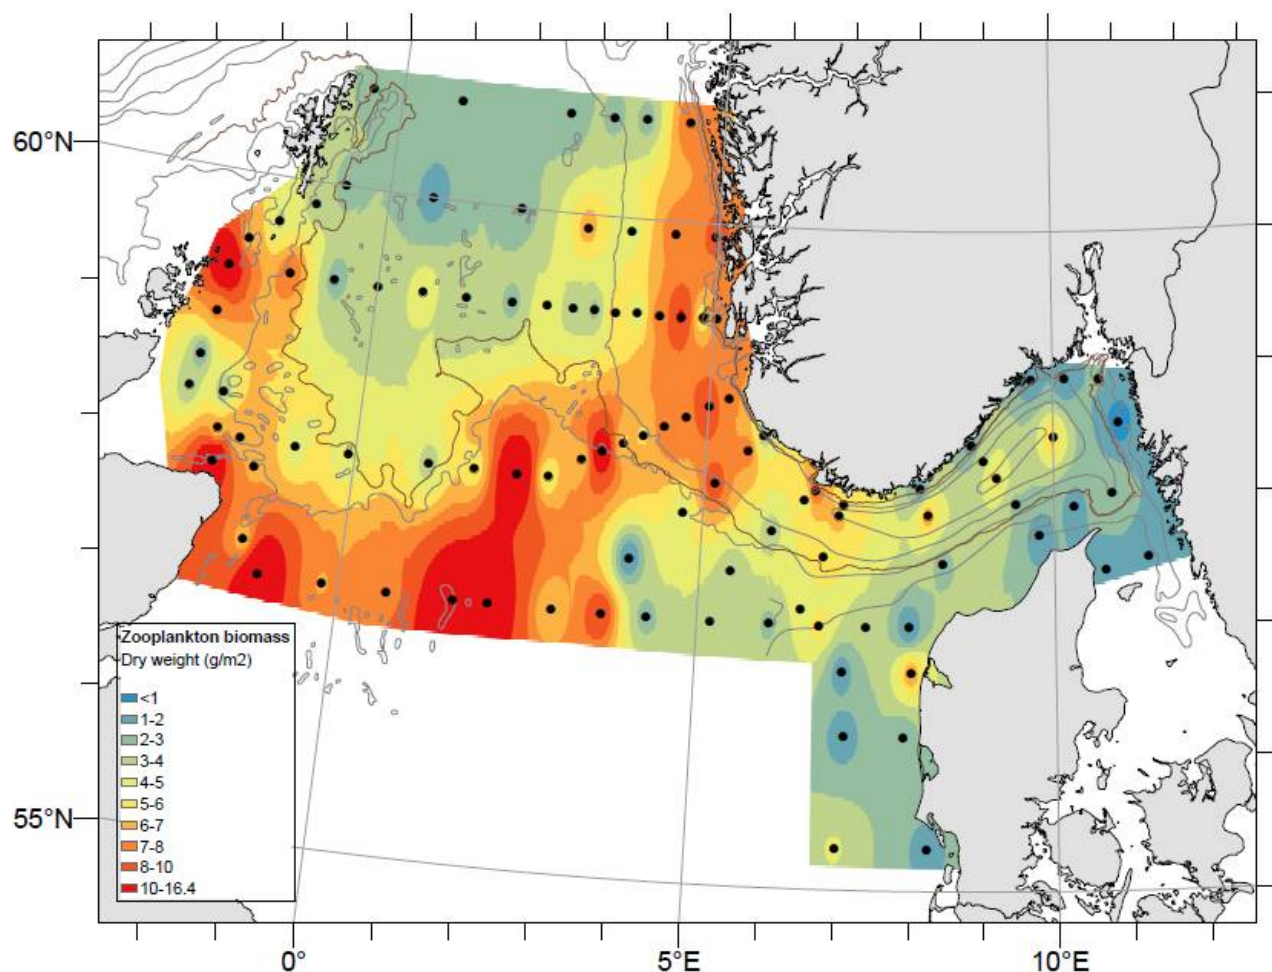 60°N
55°N
Zooplankton biomass
Dry weight (g/m2)
<1
1-2
2-3
3-4
4-5
5-6
6-7
7-8
8-10
10-16.4
0°
5°E
10°E